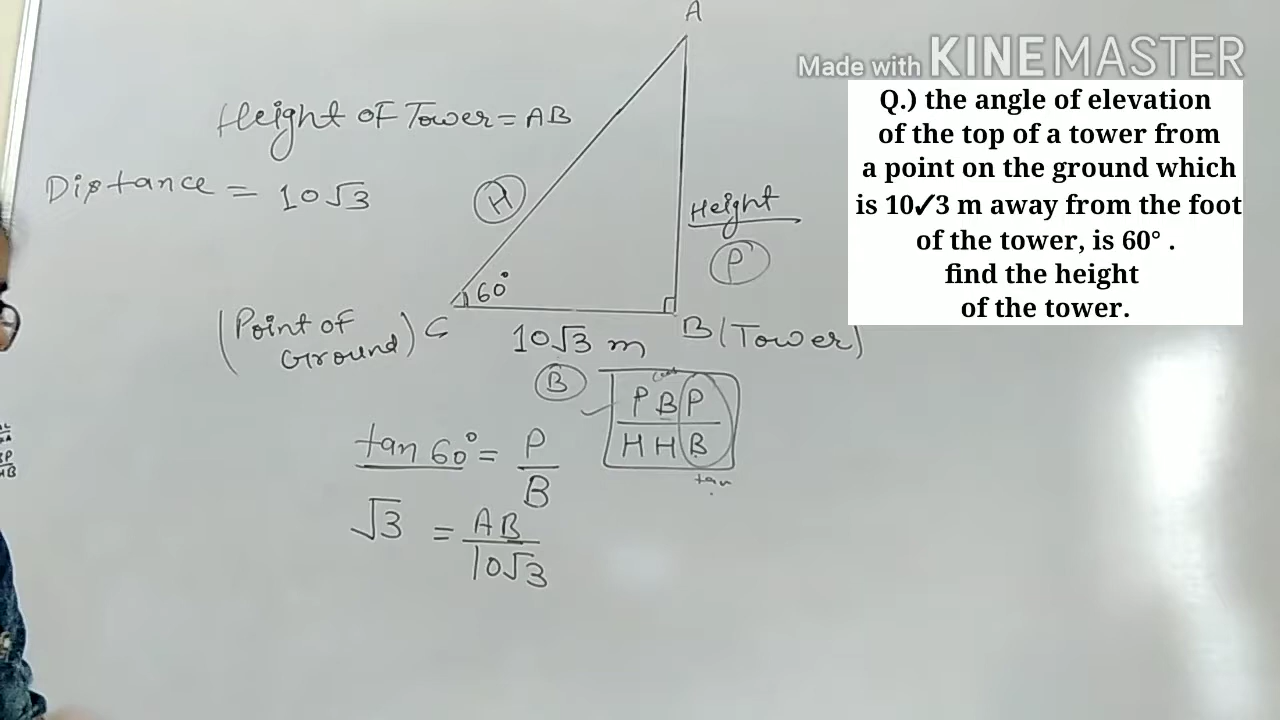 A
Made with KINEMASTER
Q.) the angle of elevation
of the top of a tower from
a point on the ground which
is 10✓3 m away from the foot
of the tower, is 60° .
find the height
of the tower.
Height of Tower = AB
Distance = 10√3
H
Height
P
60°
(Point of
Ground) C
10√3 m
B (Tower)
B
P B P
H H B
tan
tan 60° = P/B
√3 = AB/10√3